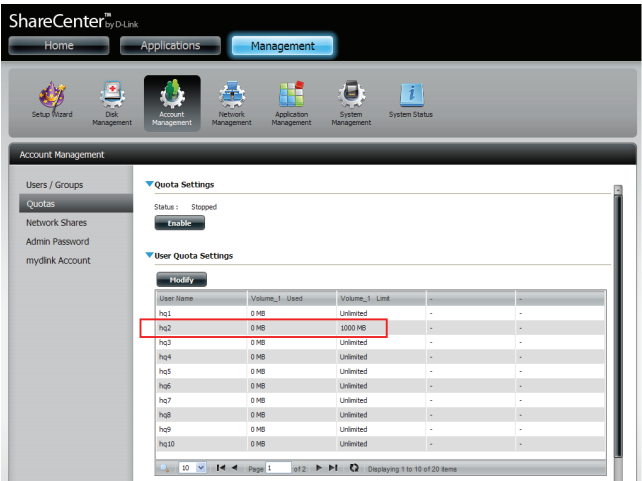 ShareCenter™ by D-Link
Home Applications Management
Setup Wizard Disk Management Account Management Network Management Application Management System Management System Status
Account Management
Users / Groups
Quotas
Network Shares
Admin Password
mydlink Account
Quota Settings
Status : Stopped
Enable
User Quota Settings
Modify
User Name Volume_1 Used Volume_1 Limit - -
hq1 0 MB Unlimited - -
hq2 0 MB 1000 MB - -
hq3 0 MB Unlimited - -
hq4 0 MB Unlimited - -
hq5 0 MB Unlimited - -
hq6 0 MB Unlimited - -
hq7 0 MB Unlimited - -
hq8 0 MB Unlimited - -
hq9 0 MB Unlimited - -
hq10 0 MB Unlimited - -
10 Page 1 of 2 Displaying 1 to 10 of 20 items